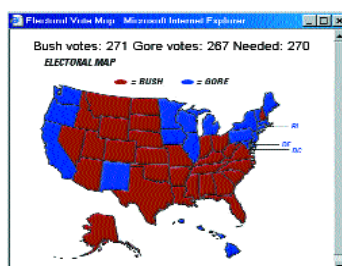 Electoral Vote Map - Microsoft Internet Explorer
Bush votes: 271 Gore votes: 267 Needed: 270
ELECTORAL MAP
= BUSH = GORE
RI
DE
DC